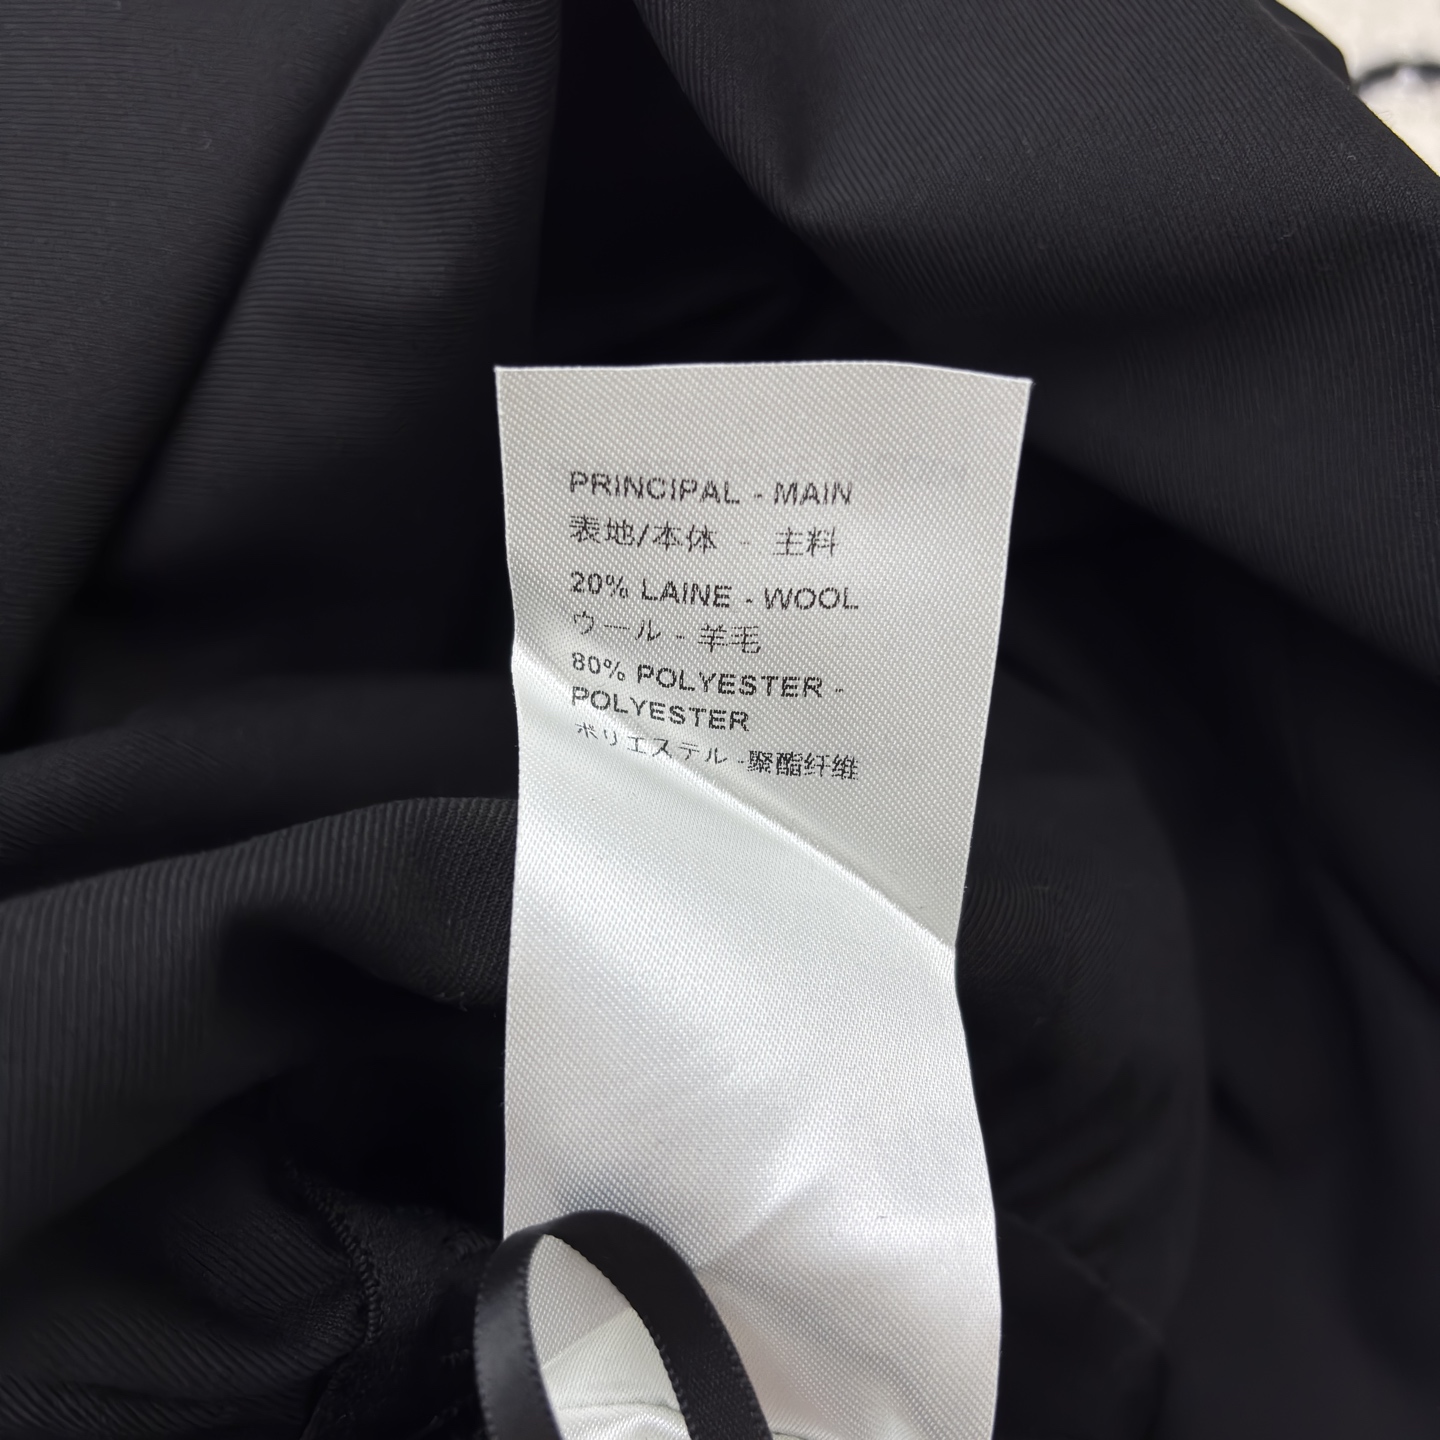 PRINCIPAL - MAIN
表地/本体 - 主料
20% LAINE - WOOL
ウール - 羊毛
80% POLYESTER -
POLYESTER
ポリエステル -聚酯纤维